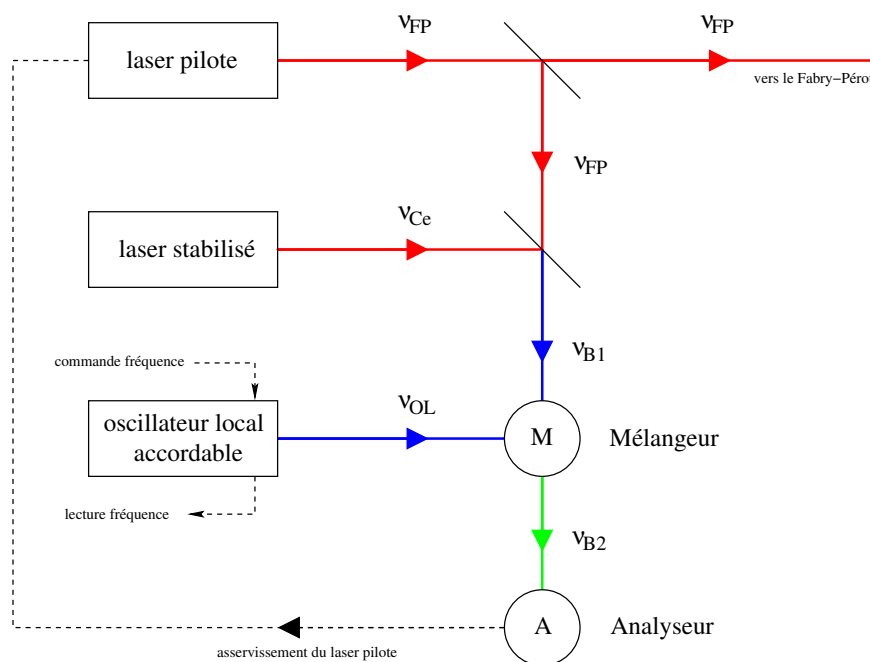 ν_FP
ν_FP
laser pilote
vers le Fabry−Pérot
ν_FP
ν_Ce
laser stabilisé
commande fréquence
ν_B1
ν_OL
oscillateur local
accordable
M
Mélangeur
lecture fréquence
ν_B2
A
Analyseur
asservissement du laser pilote